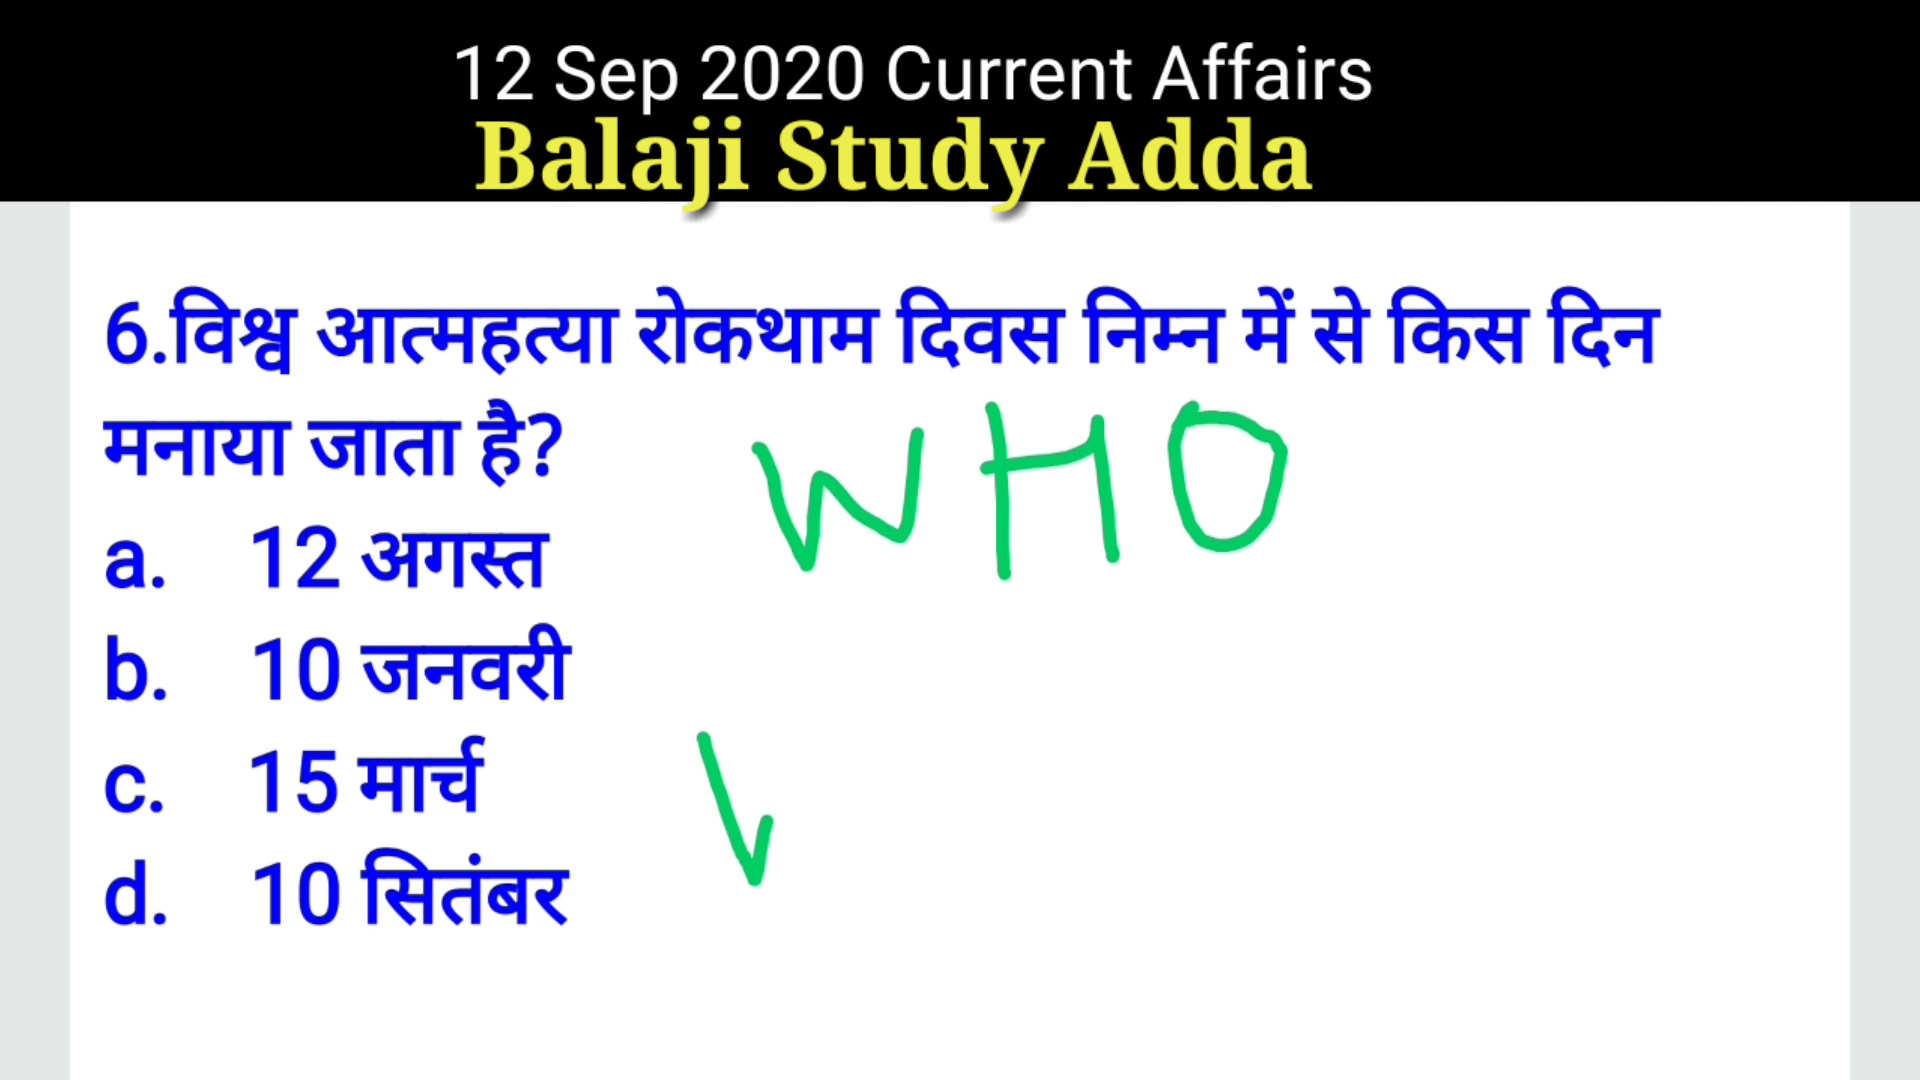 12 Sep 2020 Current Affairs
Balaji Study Adda
6.विश्व आत्महत्या रोकथाम दिवस निम्न में से किस दिन
मनाया जाता है?
WHO
a. 12 अगस्त
b. 10 जनवरी
c. 15 मार्च
d. 10 सितंबर